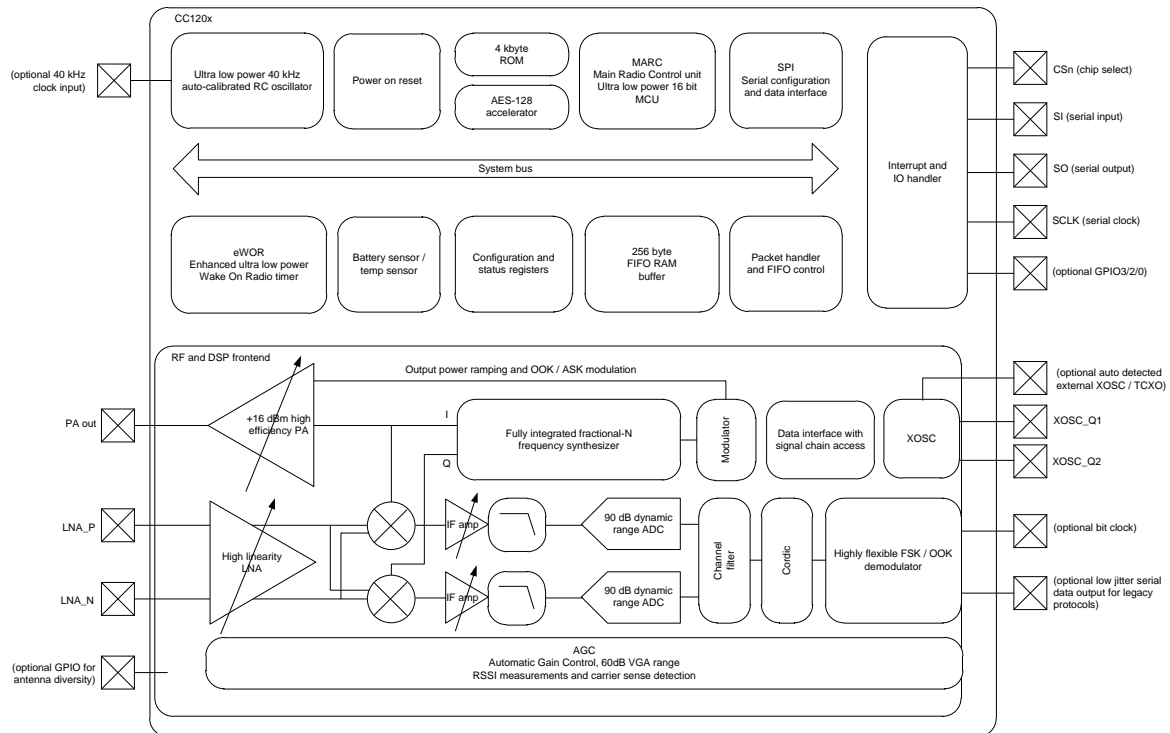 CC120x
(optional 40 kHz
clock input)
Ultra low power 40 kHz
auto-calibrated RC oscillator
Power on reset
4 kbyte
ROM
AES-128
accelerator
MARC
Main Radio Control unit
Ultra low power 16 bit
MCU
SPI
Serial configuration
and data interface
System bus
Interrupt and
IO handler
CSn (chip select)
SI (serial input)
SO (serial output)
SCLK (serial clock)
(optional GPIO3/2/0)
eWOR
Enhanced ultra low power
Wake On Radio timer
Battery sensor /
temp sensor
Configuration and
status registers
256 byte
FIFO RAM
buffer
Packet handler
and FIFO control
RF and DSP frontend
Output power ramping and OOK / ASK modulation
PA out
+16 dBm high
efficiency PA
I
Q
Fully integrated fractional-N
frequency synthesizer
Modulator
Data interface with
signal chain access
XOSC
(optional auto detected
external XOSC / TCXO)
XOSC_Q1
XOSC_Q2
LNA_P
LNA_N
High linearity
LNA
IF amp
IF amp
90 dB dynamic
range ADC
90 dB dynamic
range ADC
Channel
filter
Cordic
Highly flexible FSK / OOK
demodulator
(optional bit clock)
(optional low jitter serial
data output for legacy
protocols)
(optional GPIO for
antenna diversity)
AGC
Automatic Gain Control, 60dB VGA range
RSSI measurements and carrier sense detection